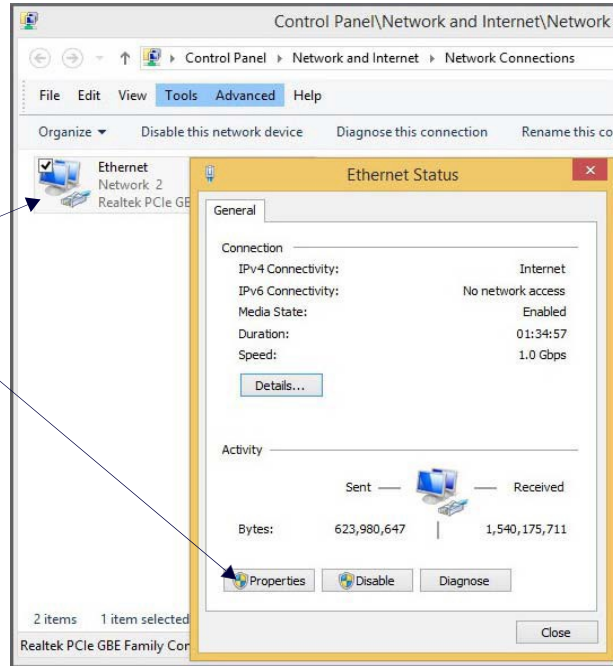 Control Panel\Network and Internet\Network
Control Panel Network and Internet Network Connections
File Edit View Tools Advanced Help
Organize Disable this network device Diagnose this connection Rename this co
Ethernet
Network 2
Realtek PCIe GB
Ethernet Status
General
Connection
IPv4 Connectivity: Internet
IPv6 Connectivity: No network access
Media State: Enabled
Duration: 01:34:57
Speed: 1.0 Gbps
Details...
Activity
Sent Received
Bytes: 623,980,647 1,540,175,711
Properties Disable Diagnose
Close
2 items 1 item selected
Realtek PCIe GBE Family Con